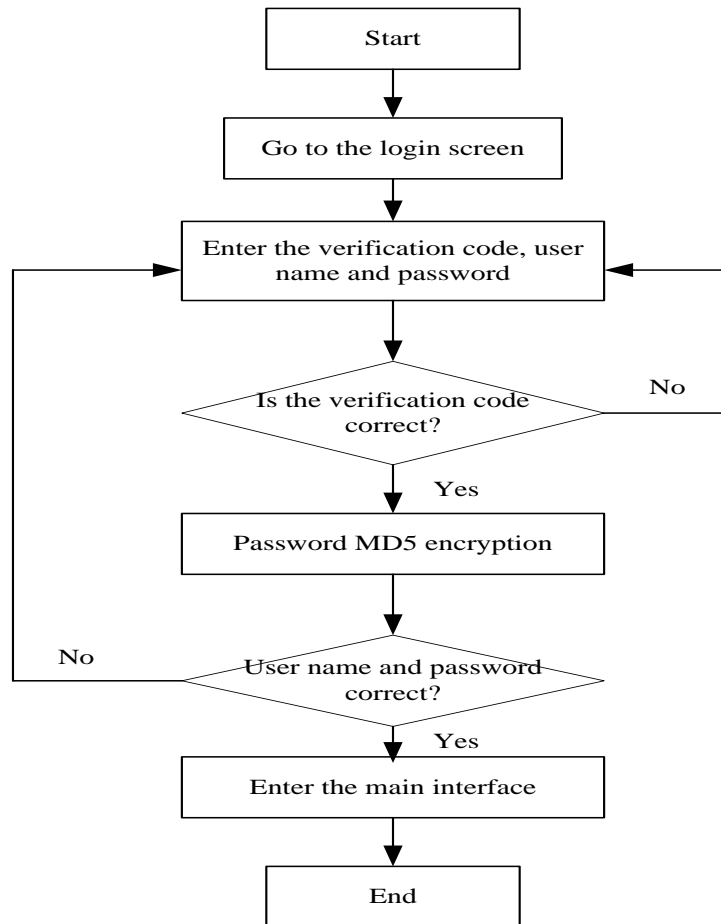 Start
Go to the login screen
Enter the verification code, user
name and password
Is the verification code
correct?
No
Yes
Password MD5 encryption
User name and password
correct?
No
Yes
Enter the main interface
End